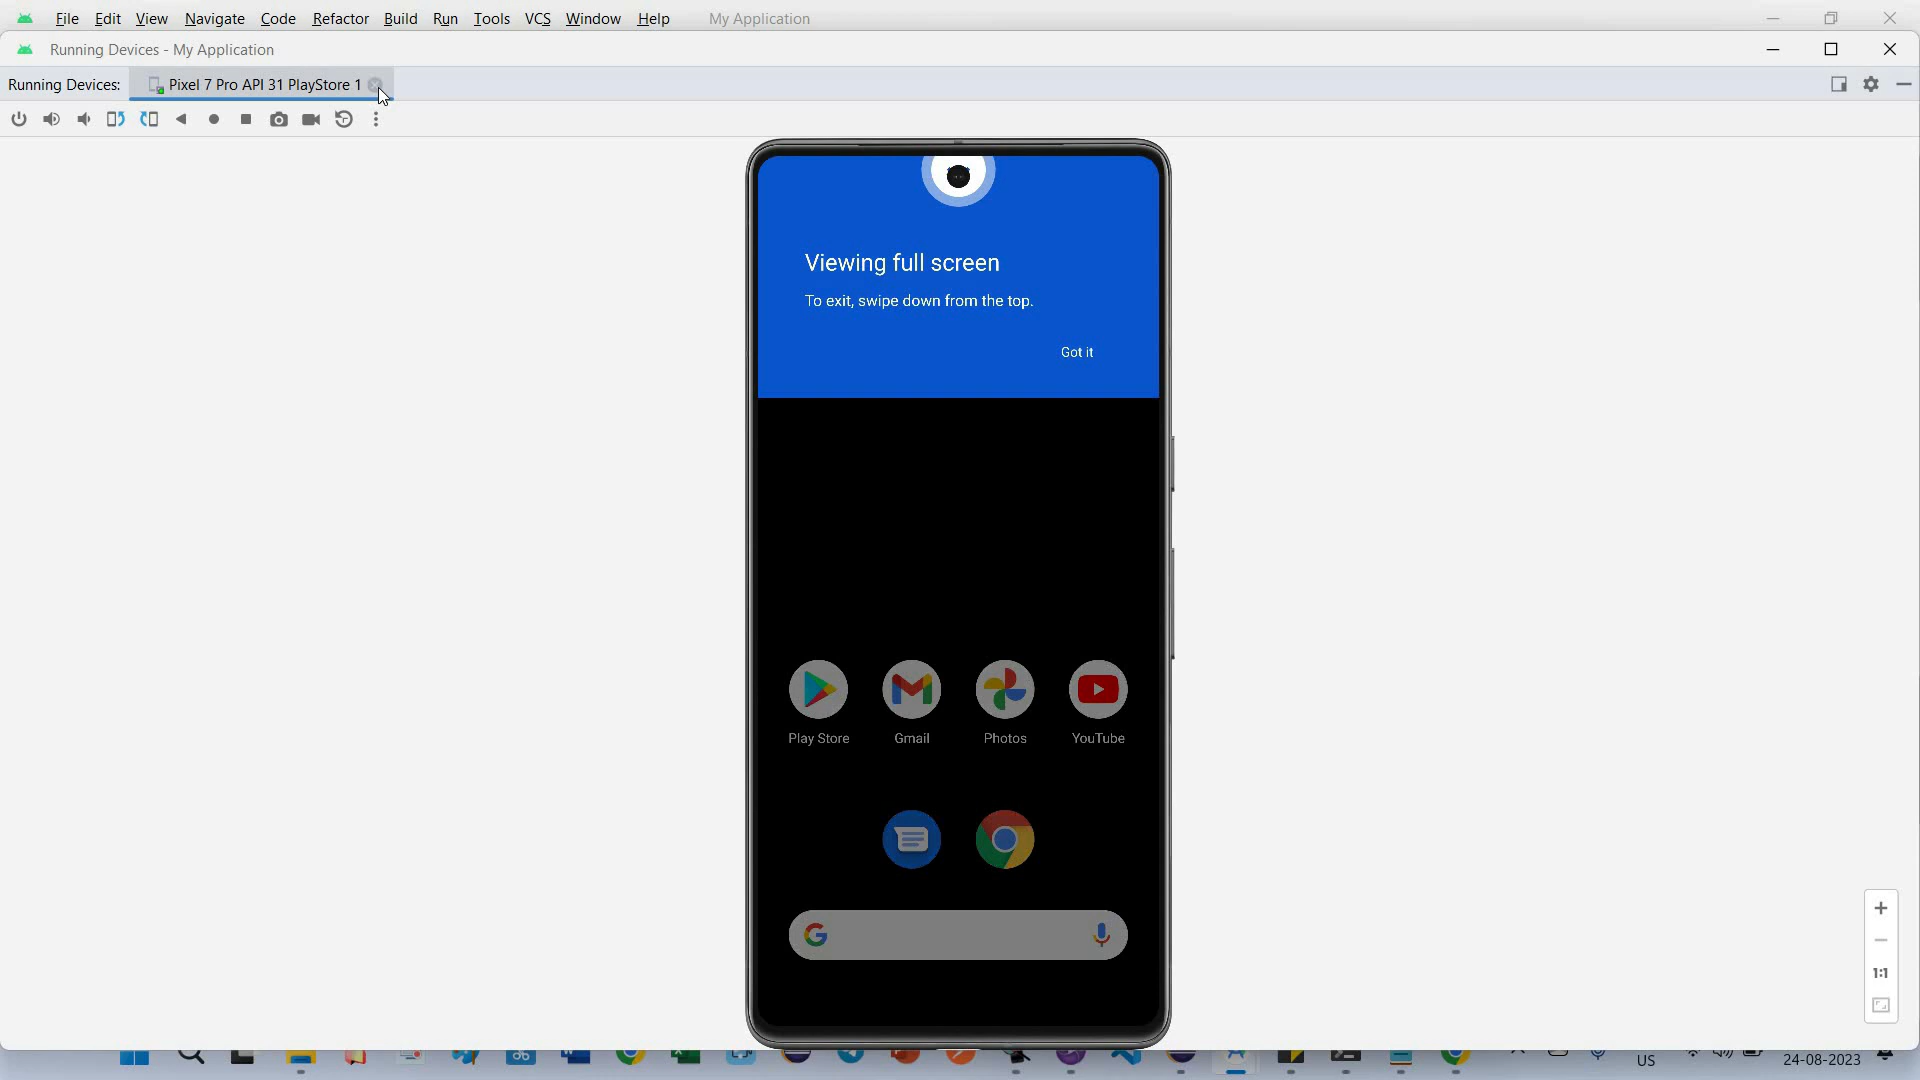 File Edit View Navigate Code Refactor Build Run Tools VCS Window Help My Application
Running Devices - My Application
Running Devices: Pixel 7 Pro API 31 PlayStore 1
Viewing full screen
To exit, swipe down from the top.
Got it
Play Store Gmail Photos YouTube
1:1
US 24-08-2023